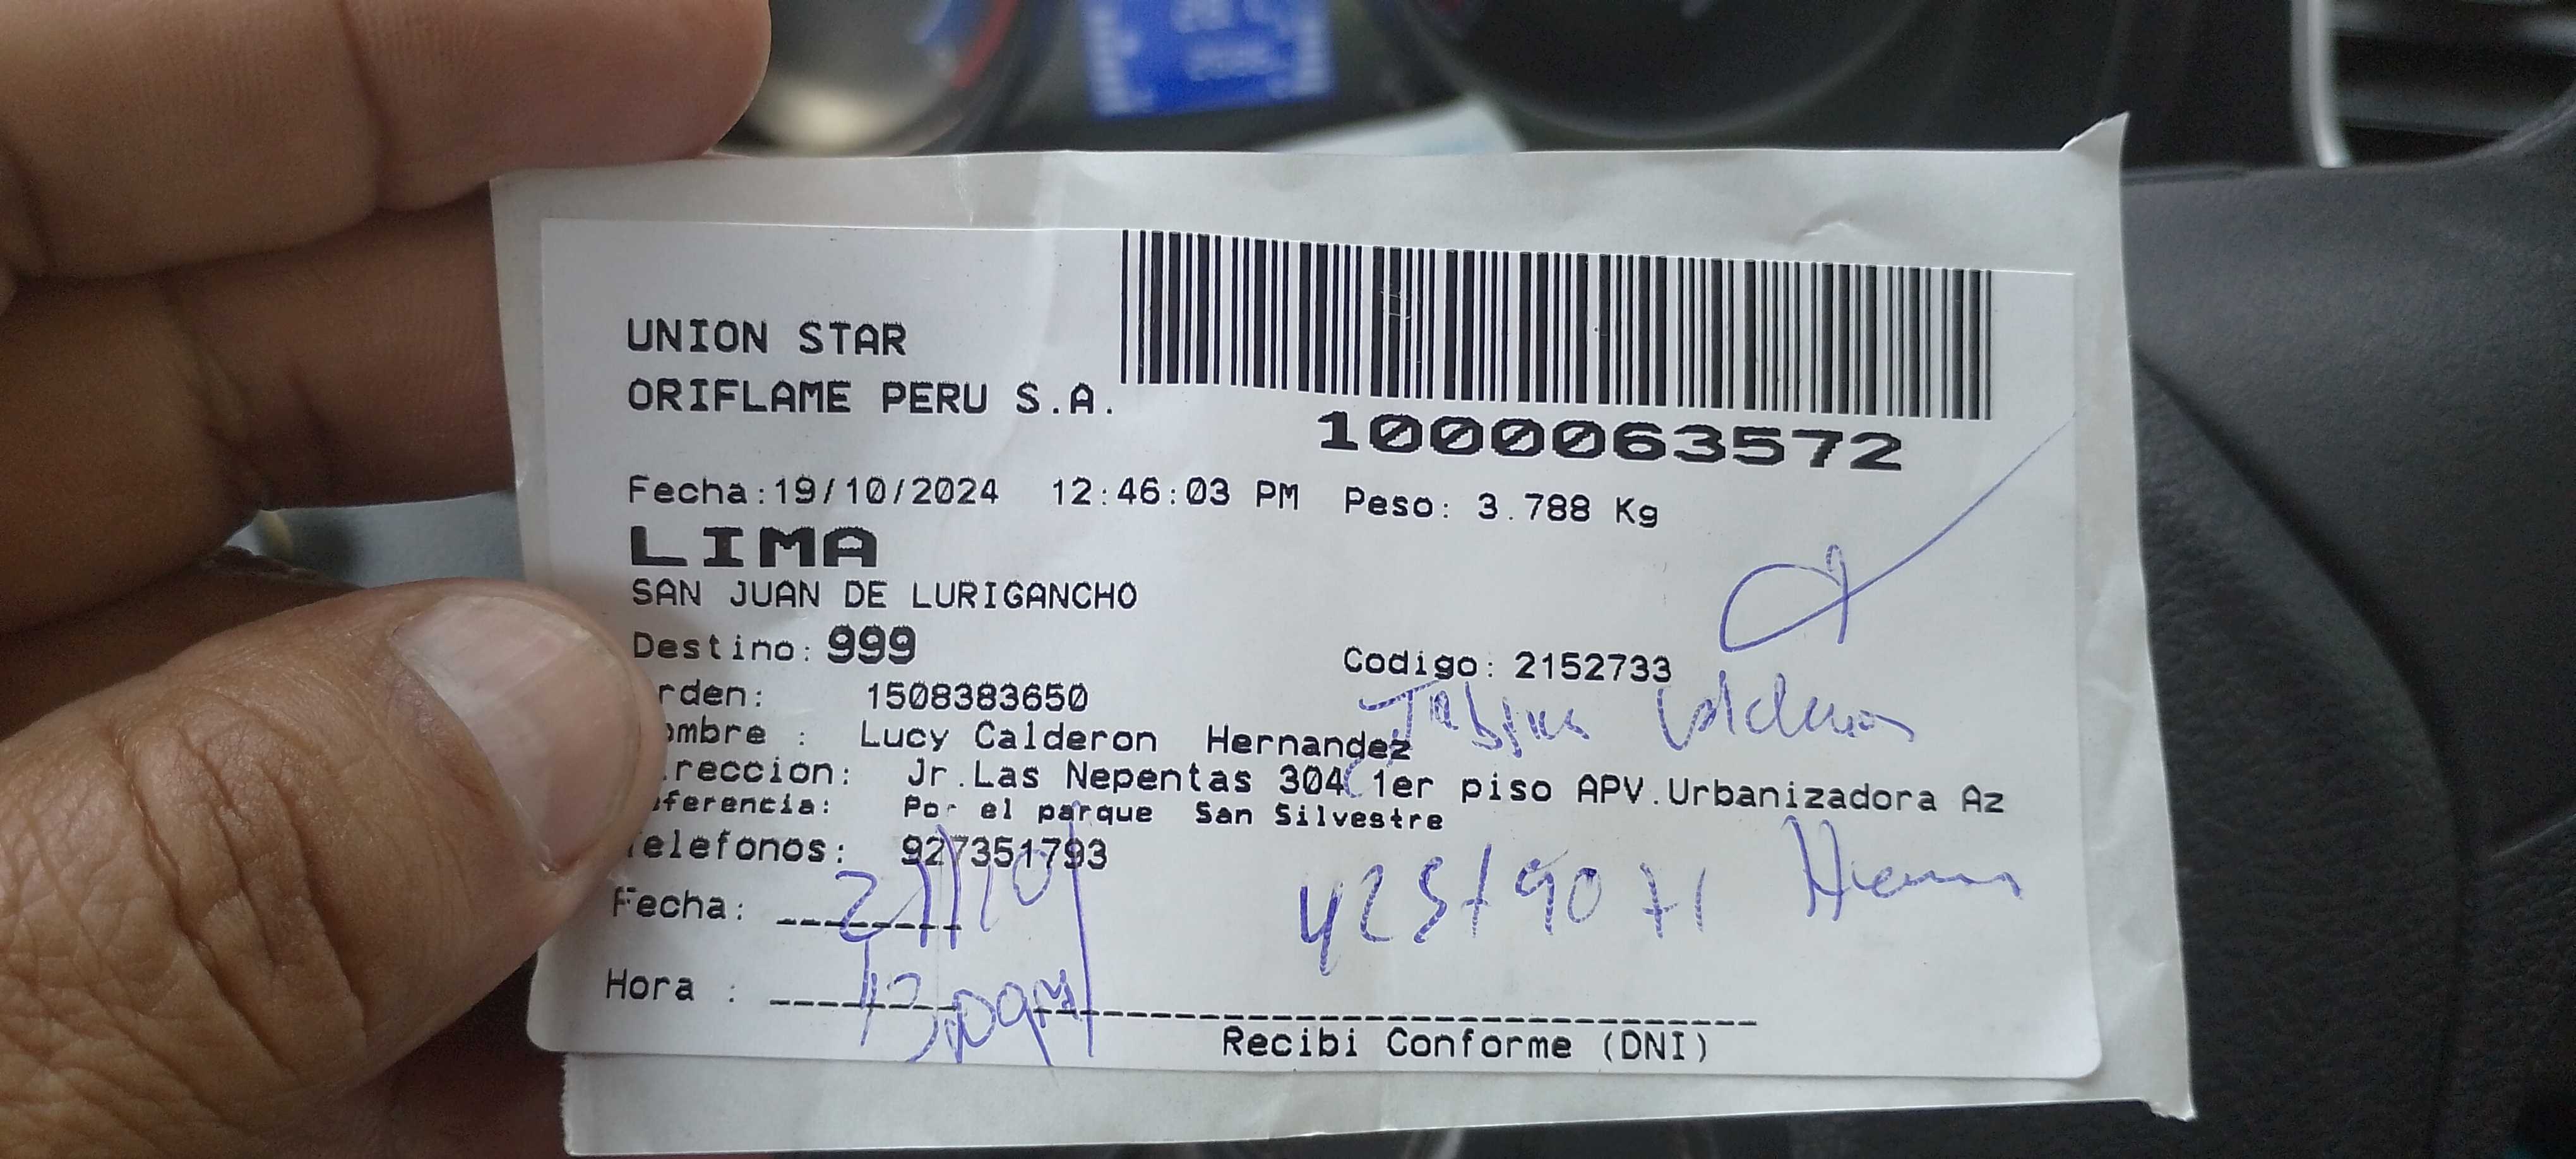 UNION STAR
ORIFLAME PERU S.A.
1000063572
Fecha:19/10/2024 12:46:03 PM Peso: 3.788 Kg
LIMA
SAN JUAN DE LURIGANCHO
Destino: 999
Codigo: 2152733
rden: 1508383650
ombre : Lucy Calderon Hernandez
reccion: Jr.Las Nepentas 304 1er piso APV.Urbanizadora Az
ferencia: Por el parque San Silvestre
elefonos: 927351793
Fecha: 21/10
Hora :
Recibi Conforme (DNI)